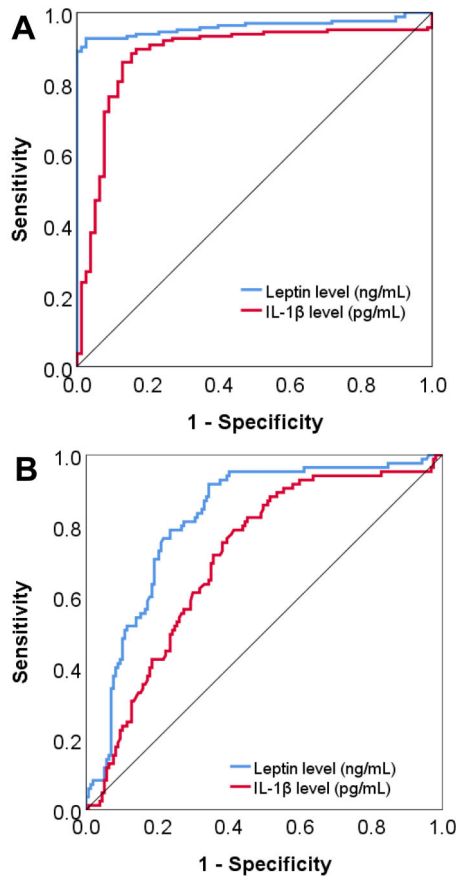 A
1.0
0.8
0.6
0.4
0.2
0.0
Sensitivity
Leptin level (ng/mL)
IL-1β level (pg/mL)
0.0 0.2 0.4 0.6 0.8 1.0
1 - Specificity
B
1.0
0.8
0.6
0.4
0.2
0.0
Sensitivity
Leptin level (ng/mL)
IL-1β level (pg/mL)
0.0 0.2 0.4 0.6 0.8 1.0
1 - Specificity